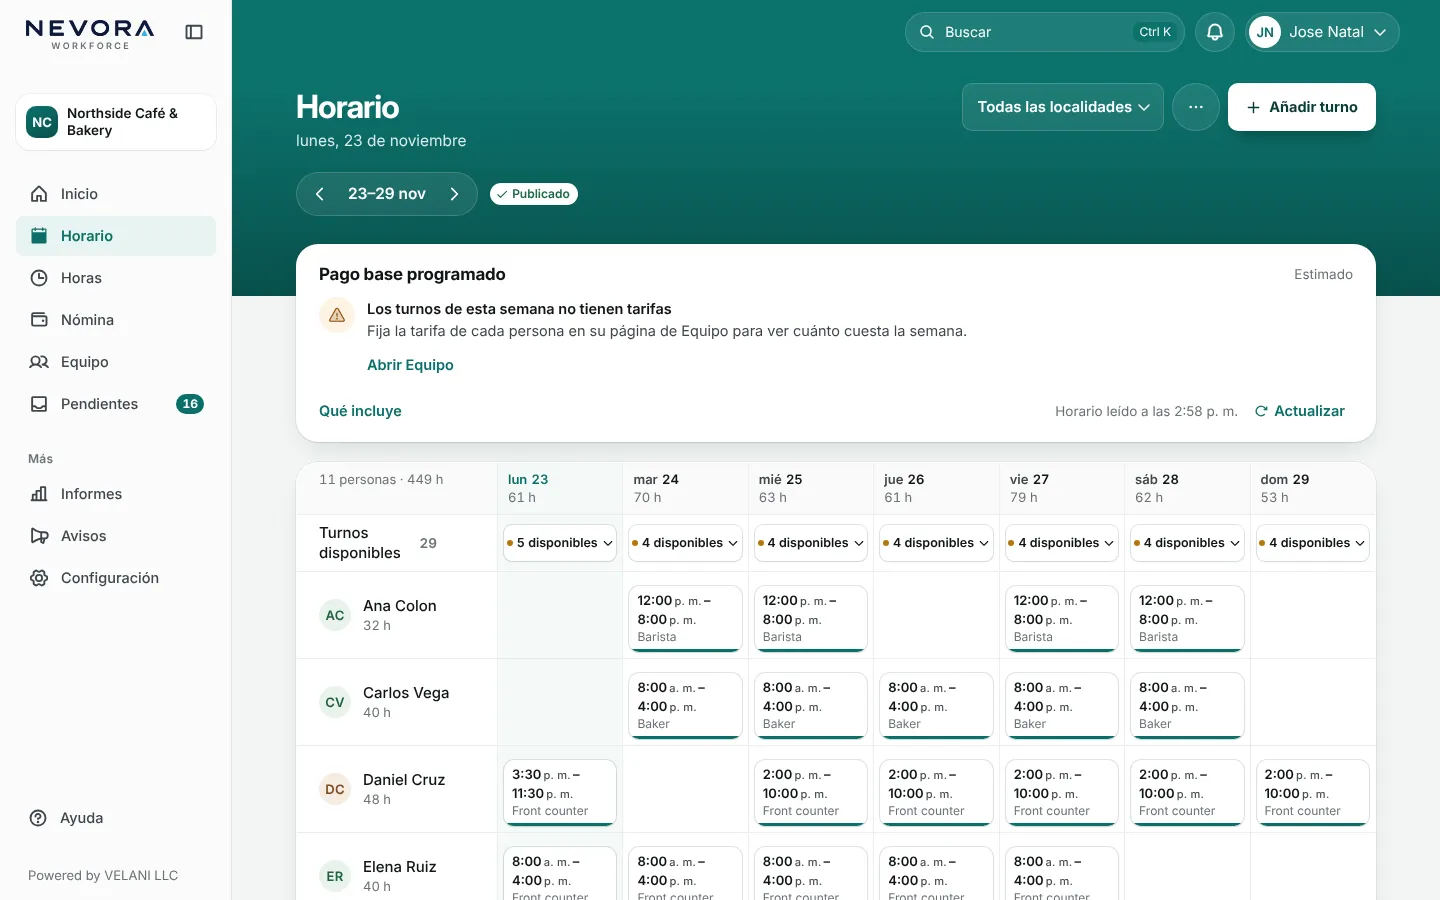 NEVORA
WORKFORCE
Buscar
Ctrl K
JN
Jose Natal
NC
Northside Café &
Bakery
Inicio
Horario
Horas
Nómina
Equipo
Pendientes
16
Más
Informes
Avisos
Configuración
Ayuda
Powered by VELANI LLC
Horario
lunes, 23 de noviembre
Todas las localidades
Añadir turno
23–29 nov
Publicado
Pago base programado
Estimado
Los turnos de esta semana no tienen tarifas
Fija la tarifa de cada persona en su página de Equipo para ver cuánto cuesta la semana.
Abrir Equipo
Qué incluye
Horario leído a las 2:58 p. m.
Actualizar
11 personas · 449 h
lun 23
61 h
mar 24
70 h
mié 25
63 h
jue 26
61 h
vie 27
79 h
sáb 28
62 h
dom 29
53 h
Turnos
disponibles
29
5 disponibles
4 disponibles
4 disponibles
4 disponibles
4 disponibles
4 disponibles
4 disponibles
AC
Ana Colon
32 h
12:00 p. m. –
8:00 p. m.
Barista
12:00 p. m. –
8:00 p. m.
Barista
12:00 p. m. –
8:00 p. m.
Barista
12:00 p. m. –
8:00 p. m.
Barista
CV
Carlos Vega
40 h
8:00 a. m. –
4:00 p. m.
Baker
8:00 a. m. –
4:00 p. m.
Baker
8:00 a. m. –
4:00 p. m.
Baker
8:00 a. m. –
4:00 p. m.
Baker
8:00 a. m. –
4:00 p. m.
Baker
DC
Daniel Cruz
48 h
3:30 p. m. –
11:30 p. m.
Front counter
2:00 p. m. –
10:00 p. m.
Front counter
2:00 p. m. –
10:00 p. m.
Front counter
2:00 p. m. –
10:00 p. m.
Front counter
2:00 p. m. –
10:00 p. m.
Front counter
2:00 p. m. –
10:00 p. m.
Front counter
ER
Elena Ruiz
40 h
8:00 a. m. –
4:00 p. m.
Front counter
8:00 a. m. –
4:00 p. m.
Front counter
8:00 a. m. –
4:00 p. m.
Front counter
8:00 a. m. –
4:00 p. m.
Front counter
8:00 a. m. –
4:00 p. m.
Front counter